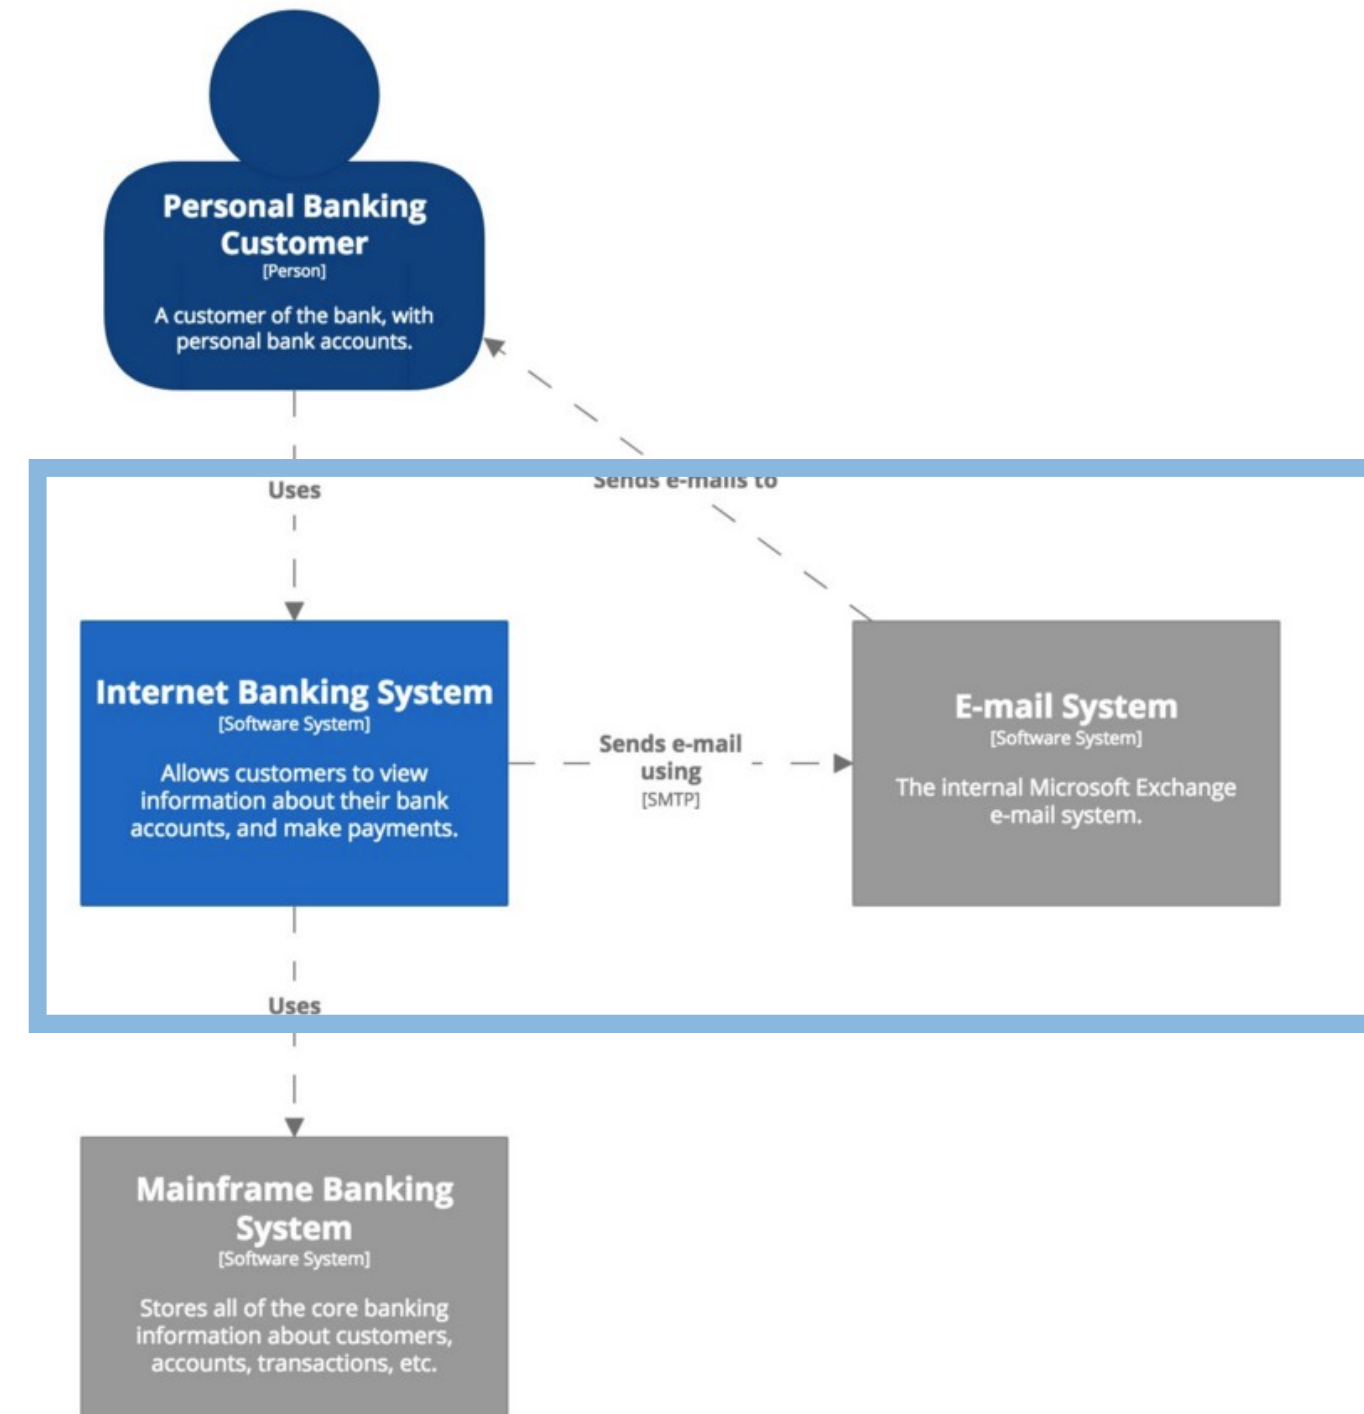 Personal Banking
Customer
[Person]
A customer of the bank, with
personal bank accounts.
Uses
Sends e-mails to
Internet Banking System
[Software System]
Allows customers to view
information about their bank
accounts, and make payments.
Sends e-mail
using
[SMTP]
E-mail System
[Software System]
The internal Microsoft Exchange
e-mail system.
Uses
Mainframe Banking
System
[Software System]
Stores all of the core banking
information about customers,
accounts, transactions, etc.